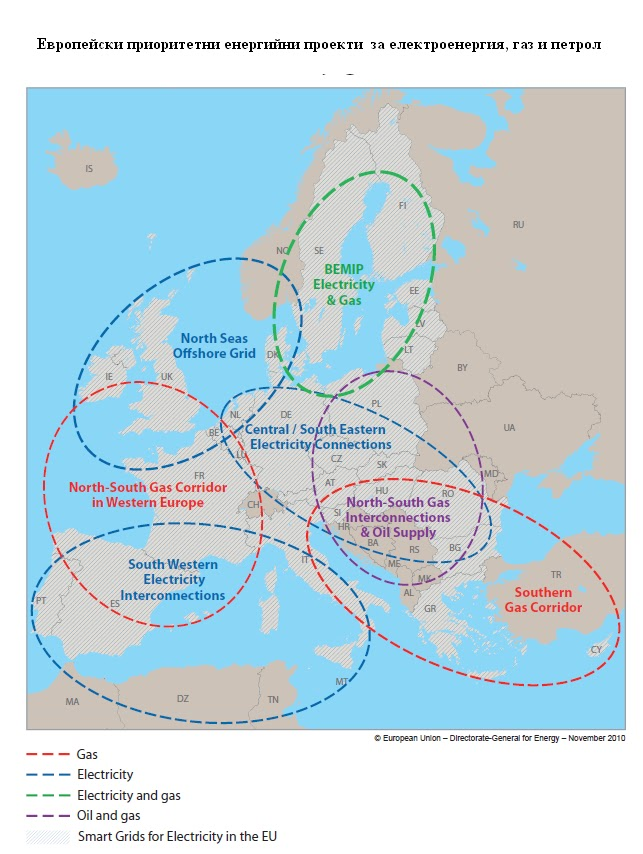 Европейски приоритетни енергийни проекти за електроенергия, газ и петрол
IS
FI
RU
NO
SE
BEMIP
Electricity
& Gas
EE
LV
North Seas
Offshore Grid
DK
LT
BY
IE
UK
NL
DE
PL
BE
Central / South Eastern
Electricity Connections
UA
LU
CZ
SK
FR
AT
MD
North-South Gas Corridor
in Western Europe
CH
HU
RO
North-South Gas
Interconnections
& Oil Supply
SI
HR
BA
RS
BG
IT
ME
South Western
Electricity
Interconnections
MK
TR
AL
Southern
Gas Corridor
PT
ES
GR
CY
MT
MA
DZ
TN
© European Union – Directorate-General for Energy – November 2010
Gas
Electricity
Electricity and gas
Oil and gas
Smart Grids for Electricity in the EU